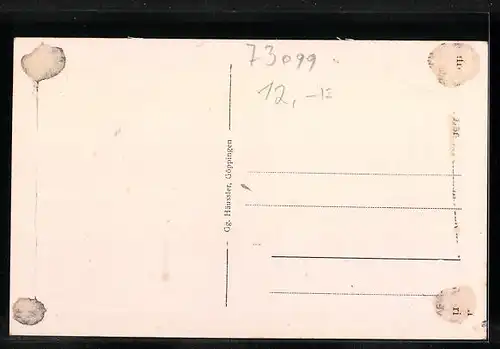 73099
12,-E
Gg. Häussler, Göppingen